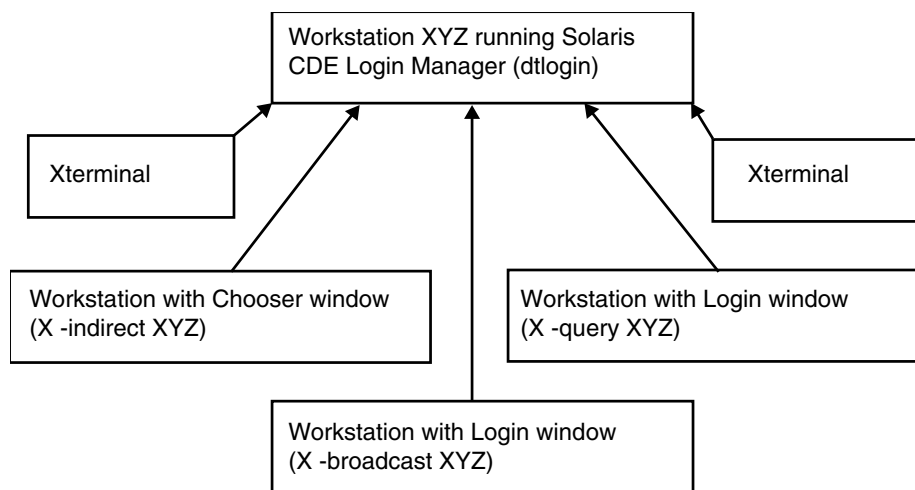 Workstation XYZ running Solaris
CDE Login Manager (dtlogin)
Xterminal
Xterminal
Workstation with Chooser window
(X -indirect XYZ)
Workstation with Login window
(X -query XYZ)
Workstation with Login window
(X -broadcast XYZ)